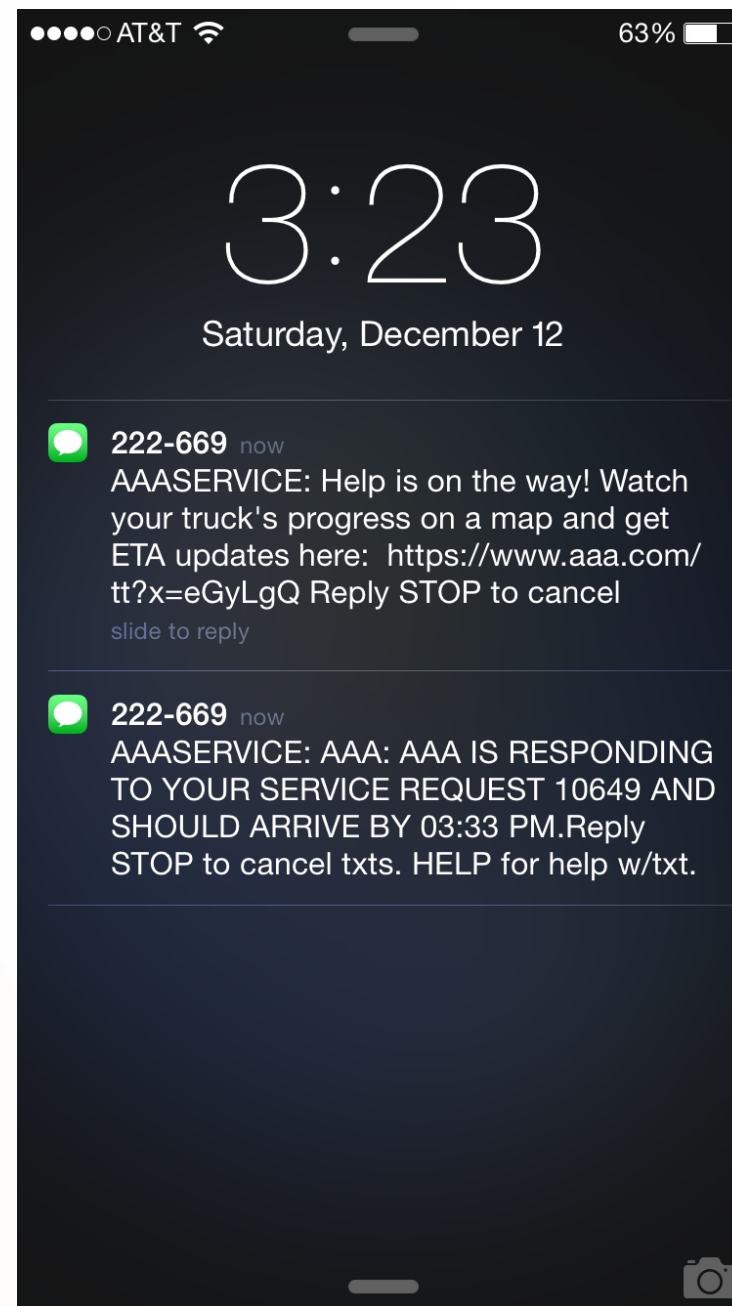 AT&T 63%
3:23
Saturday, December 12
222-669 now
AAASERVICE: Help is on the way! Watch
your truck's progress on a map and get
ETA updates here:  https://www.aaa.com/
tt?x=eGyLgQ Reply STOP to cancel
slide to reply
222-669 now
AAASERVICE: AAA: AAA IS RESPONDING
TO YOUR SERVICE REQUEST 10649 AND
SHOULD ARRIVE BY 03:33 PM.Reply
STOP to cancel txts. HELP for help w/txt.